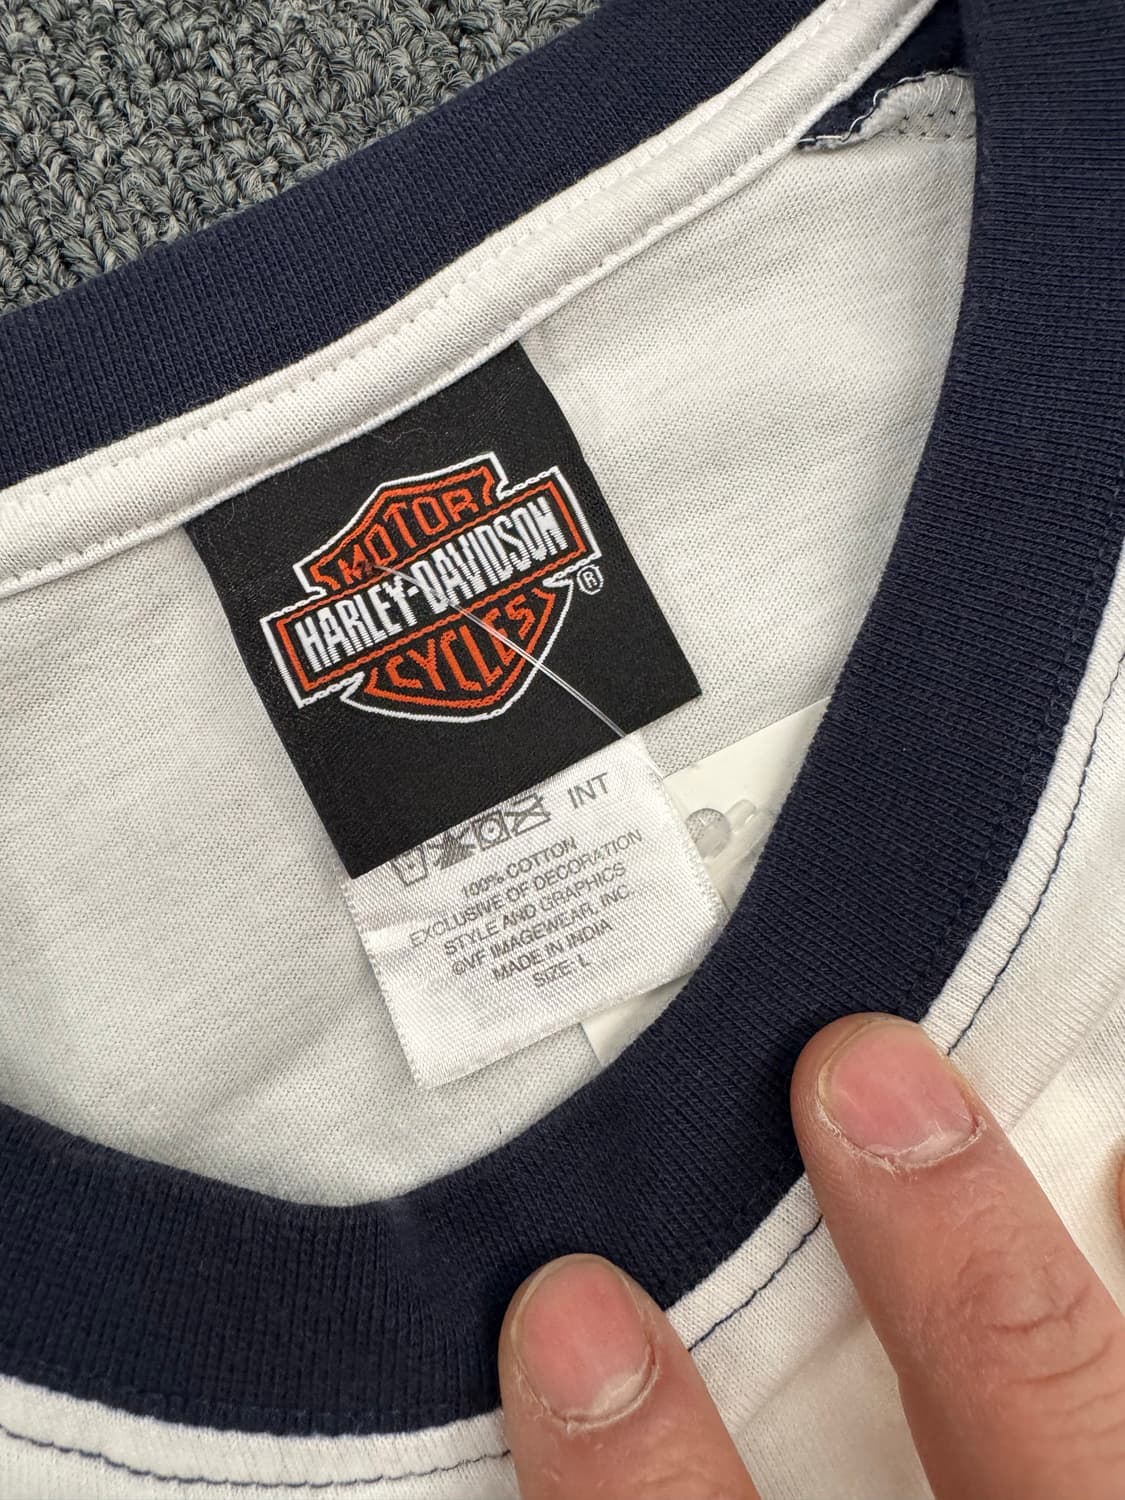 MOTOR
HARLEY-DAVIDSON
®
CYCLES
INT
100% COTTON
EXCLUSIVE OF DECORATION
STYLE AND GRAPHICS
©VF IMAGEWEAR, INC.
MADE IN INDIA
SIZE: L